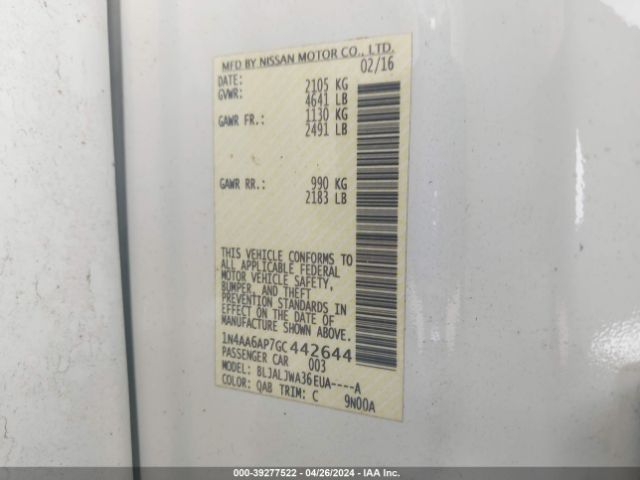 MFD BY NISSAN MOTOR CO., LTD.
DATE: 02/16
GVWR: 2105 KG
4641 LB
GAWR FR.: 1130 KG
2491 LB
GAWR RR.: 990 KG
2183 LB
THIS VEHICLE CONFORMS TO
ALL APPLICABLE FEDERAL
MOTOR VEHICLE SAFETY,
BUMPER, AND THEFT
PREVENTION STANDARDS IN
EFFECT ON THE DATE OF
MANUFACTURE SHOWN ABOVE.
1N4AA6AP7GC442644
PASSENGER CAR 003
MODEL: BLJALJWA36EUA----A
COLOR: QAB TRIM: C 9N00A
000-39277522 - 04/26/2024 - IAA Inc.